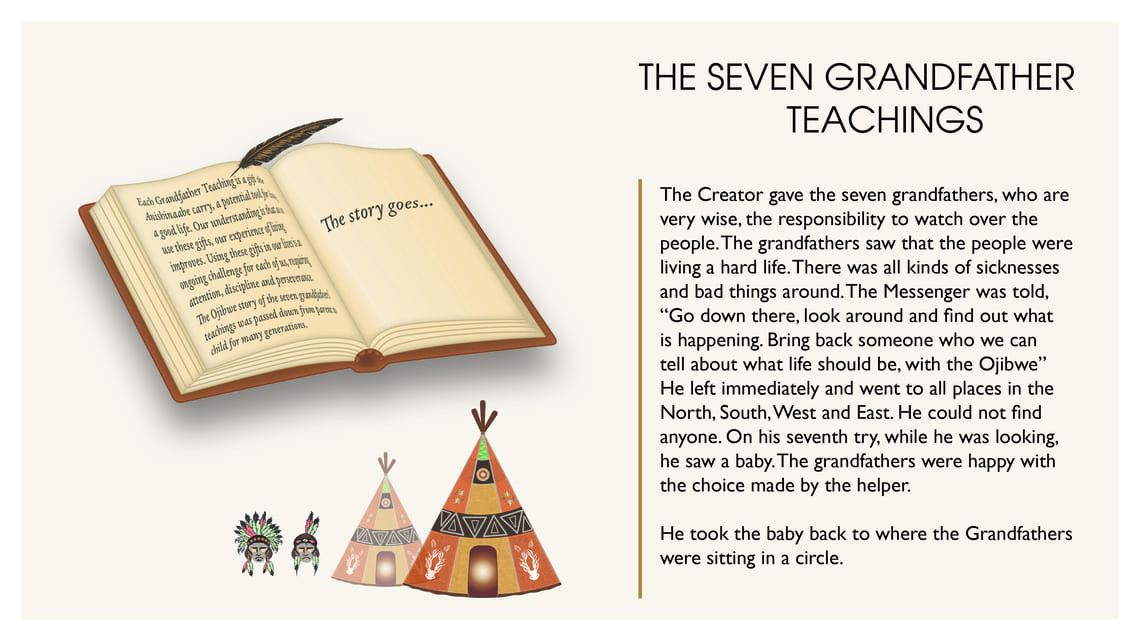 THE SEVEN GRANDFATHER
TEACHINGS
Each Grandfather Teaching is a gift the
Anishinaabe carry, a potential tool for
a good life. Our understanding is that as we
use these gifts, our experience of living
improves. Using these gifts in our lives is a
ongoing challenge for each of us, requiring
attention, discipline and perseverance.
The Ojibwe story of the seven grandfathers'
teachings was passed down from parent to
child for many generations.
The story goes...
The Creator gave the seven grandfathers, who are
very wise, the responsibility to watch over the
people. The grandfathers saw that the people were
living a hard life. There was all kinds of sicknesses
and bad things around. The Messenger was told,
“Go down there, look around and find out what
is happening. Bring back someone who we can
tell about what life should be, with the Ojibwe”
He left immediately and went to all places in the
North, South, West and East. He could not find
anyone. On his seventh try, while he was looking,
he saw a baby. The grandfathers were happy with
the choice made by the helper.
He took the baby back to where the Grandfathers
were sitting in a circle.